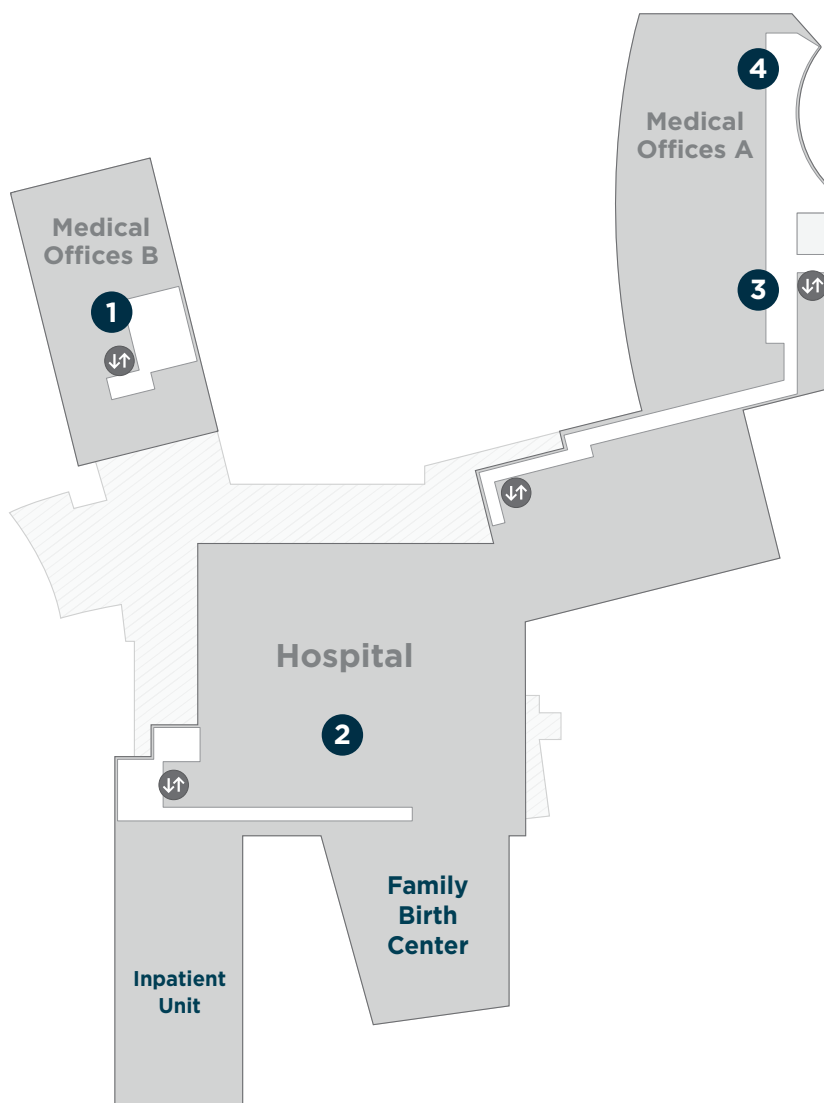 4
Medical
Offices A
Medical
Offices B
3
1
Hospital
2
Family
Birth
Center
Inpatient
Unit